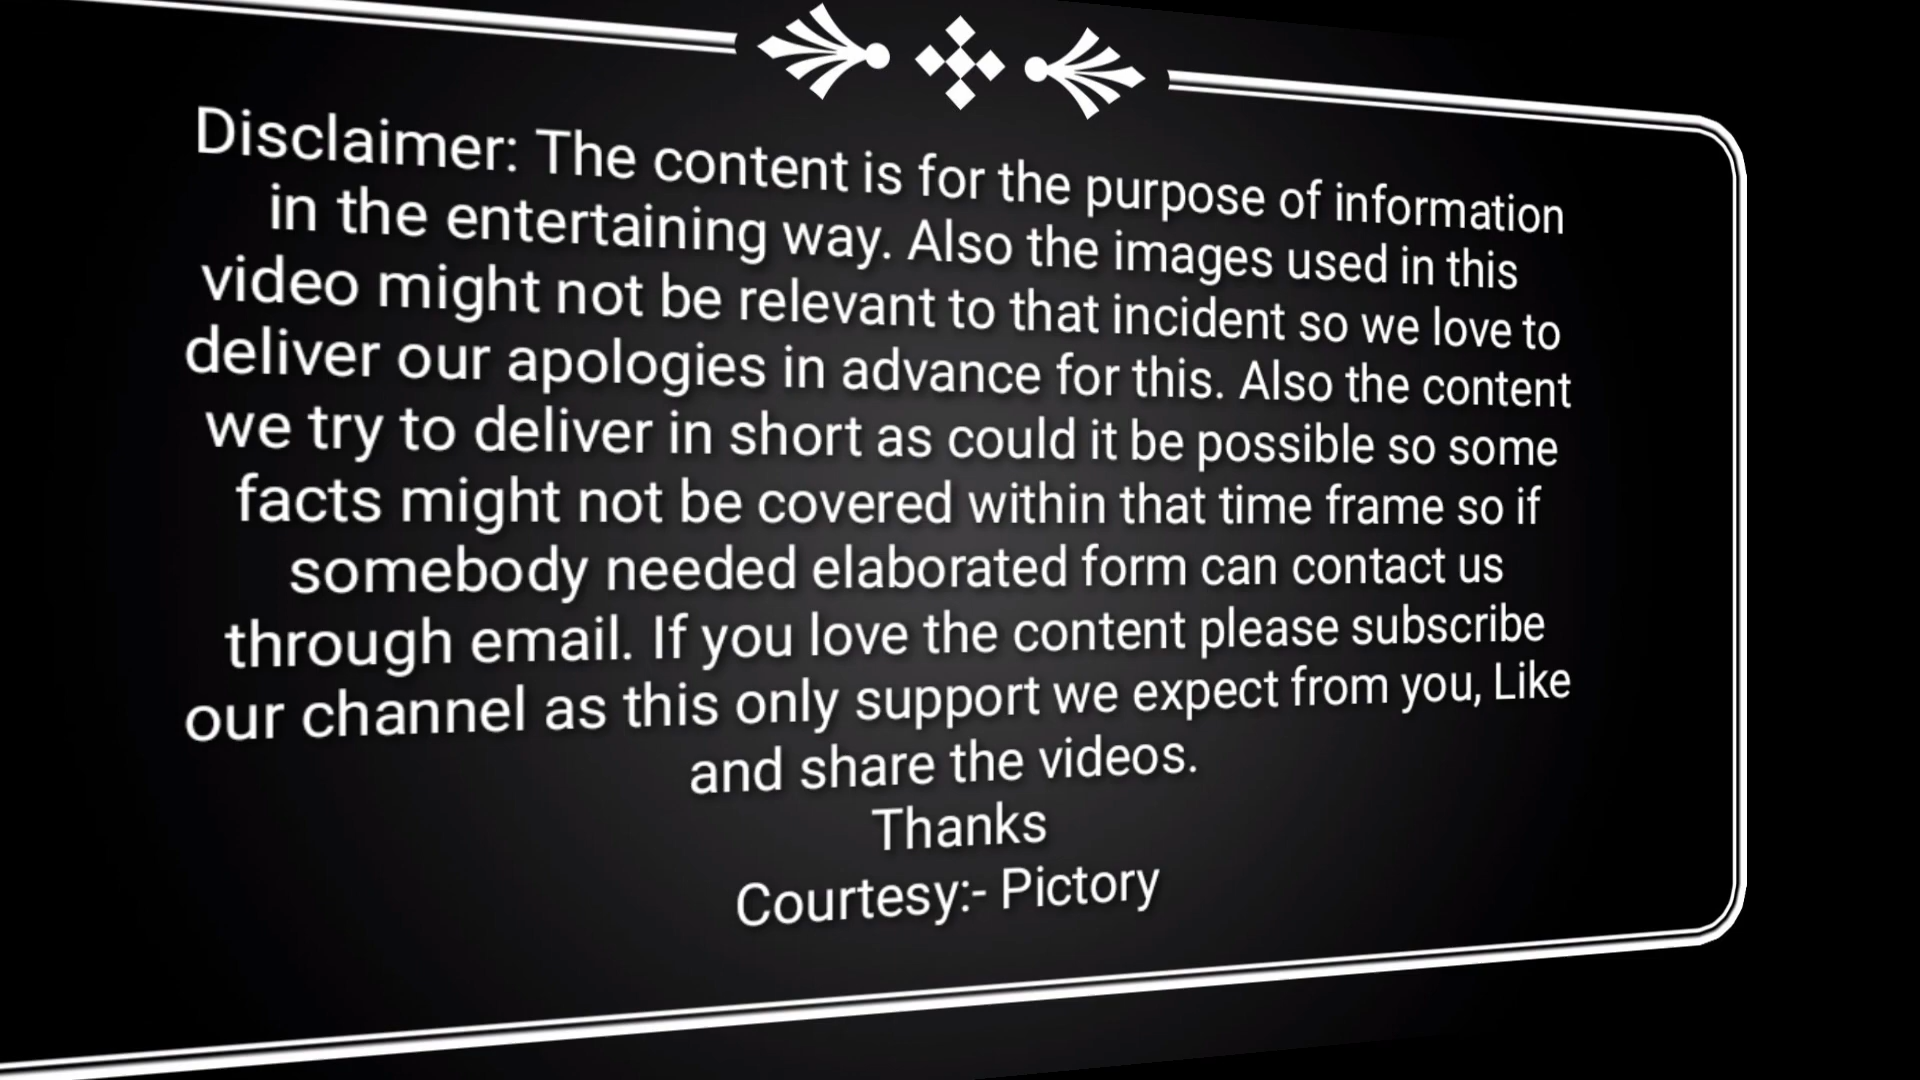 Disclaimer: The content is for the purpose of information
in the entertaining way. Also the images used in this
video might not be relevant to that incident so we love to
deliver our apologies in advance for this. Also the content
we try to deliver in short as could it be possible so some
facts might not be covered within that time frame so if
somebody needed elaborated form can contact us
through email. If you love the content please subscribe
our channel as this only support we expect from you, Like
and share the videos.
Thanks
Courtesy:- Pictory